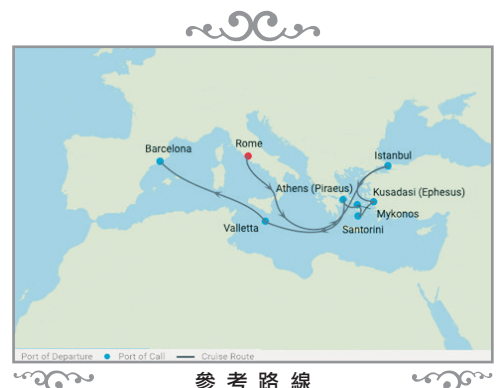 Rome
Barcelona
Istanbul
Athens (Piraeus)
Kusadasi (Ephesus)
Mykonos
Valletta
Santorini
Port of Departure Port of Call Cruise Route
參考路線